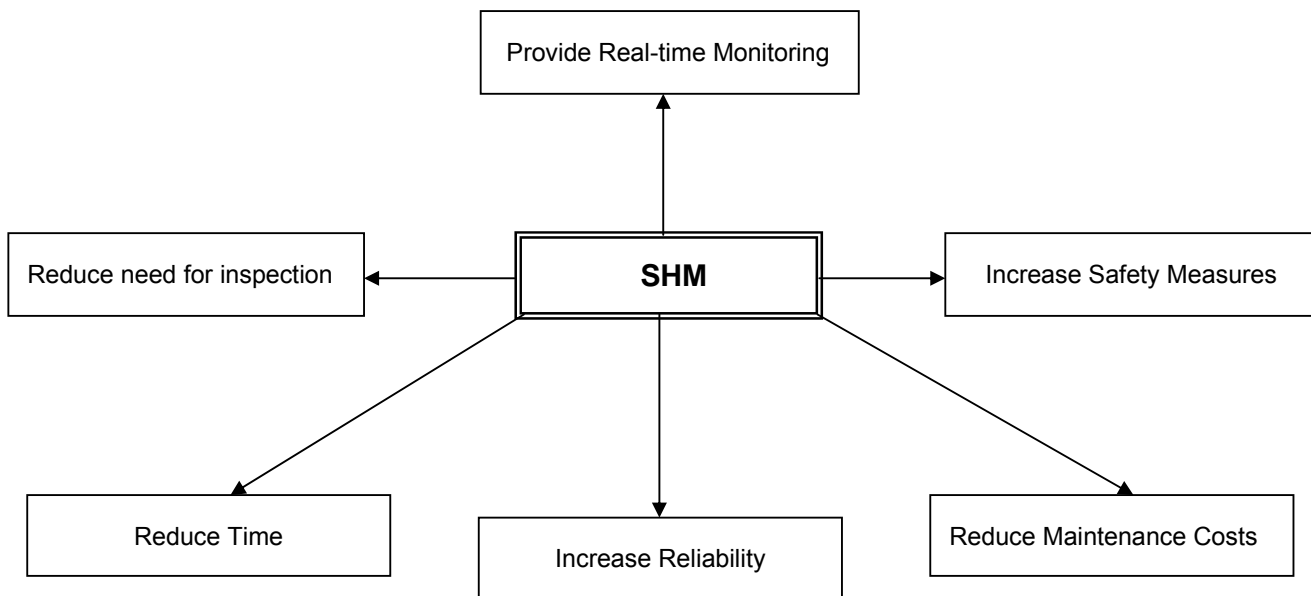 Provide Real-time Monitoring
Reduce need for inspection
SHM
Increase Safety Measures
Reduce Time
Increase Reliability
Reduce Maintenance Costs